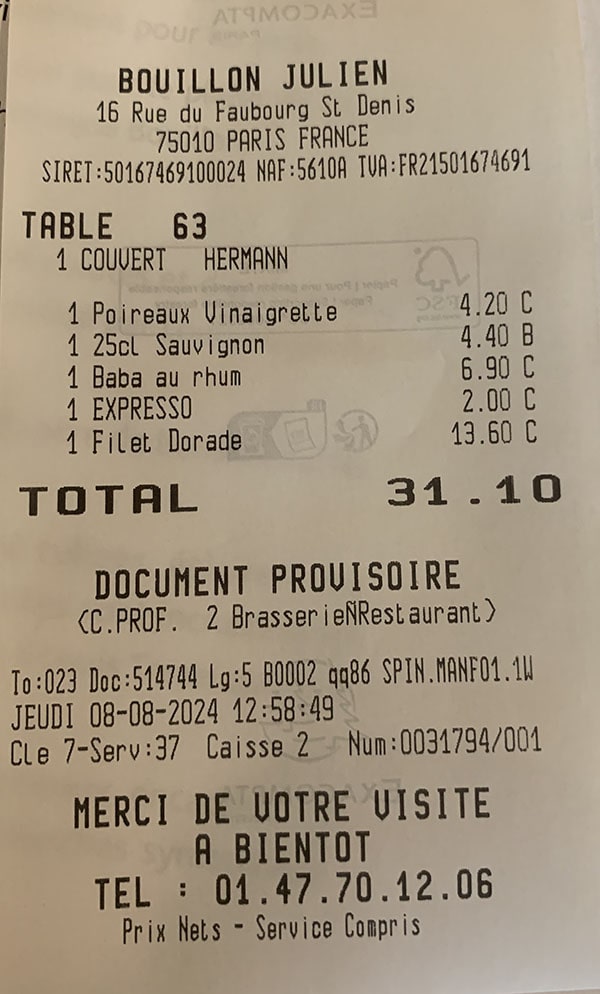 BOUILLON JULIEN
16 Rue du Faubourg St Denis
75010 PARIS FRANCE
SIRET:50167469100024 NAF:5610A TVA:FR21501674691
TABLE 63
1 COUVERT HERMANN
1 Poireaux Vinaigrette 4.20 C
1 25cl Sauvignon 4.40 B
1 Baba au rhum 6.90 C
1 EXPRESSO 2.00 C
1 Filet Dorade 13.60 C
TOTAL 31.10
DOCUMENT PROVISOIRE
<C.PROF. 2 BrasserieÑRestaurant>
To:023 Doc:514744 Lg:5 B0002 qq86 SPIN.MANF01.1W
JEUDI 08-08-2024 12:58:49
Cle 7-Serv:37 Caisse 2 Num:0031794/001
MERCI DE VOTRE VISITE
A BIENTOT
TEL : 01.47.70.12.06
Prix Nets - Service Compris